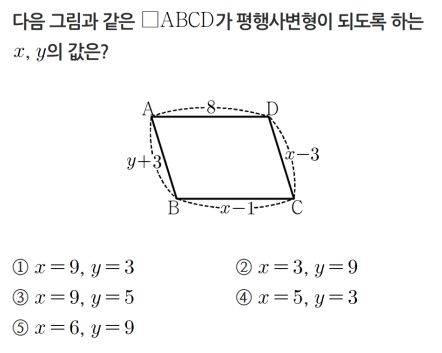 다음 그림과 같은 □ABCD가 평행사변형이 되도록 하는
x, y의 값은?
A 8 D
y+3 x−3
B x−1 C
① x=9, y=3 ② x=3, y=9
③ x=9, y=5 ④ x=5, y=3
⑤ x=6, y=9